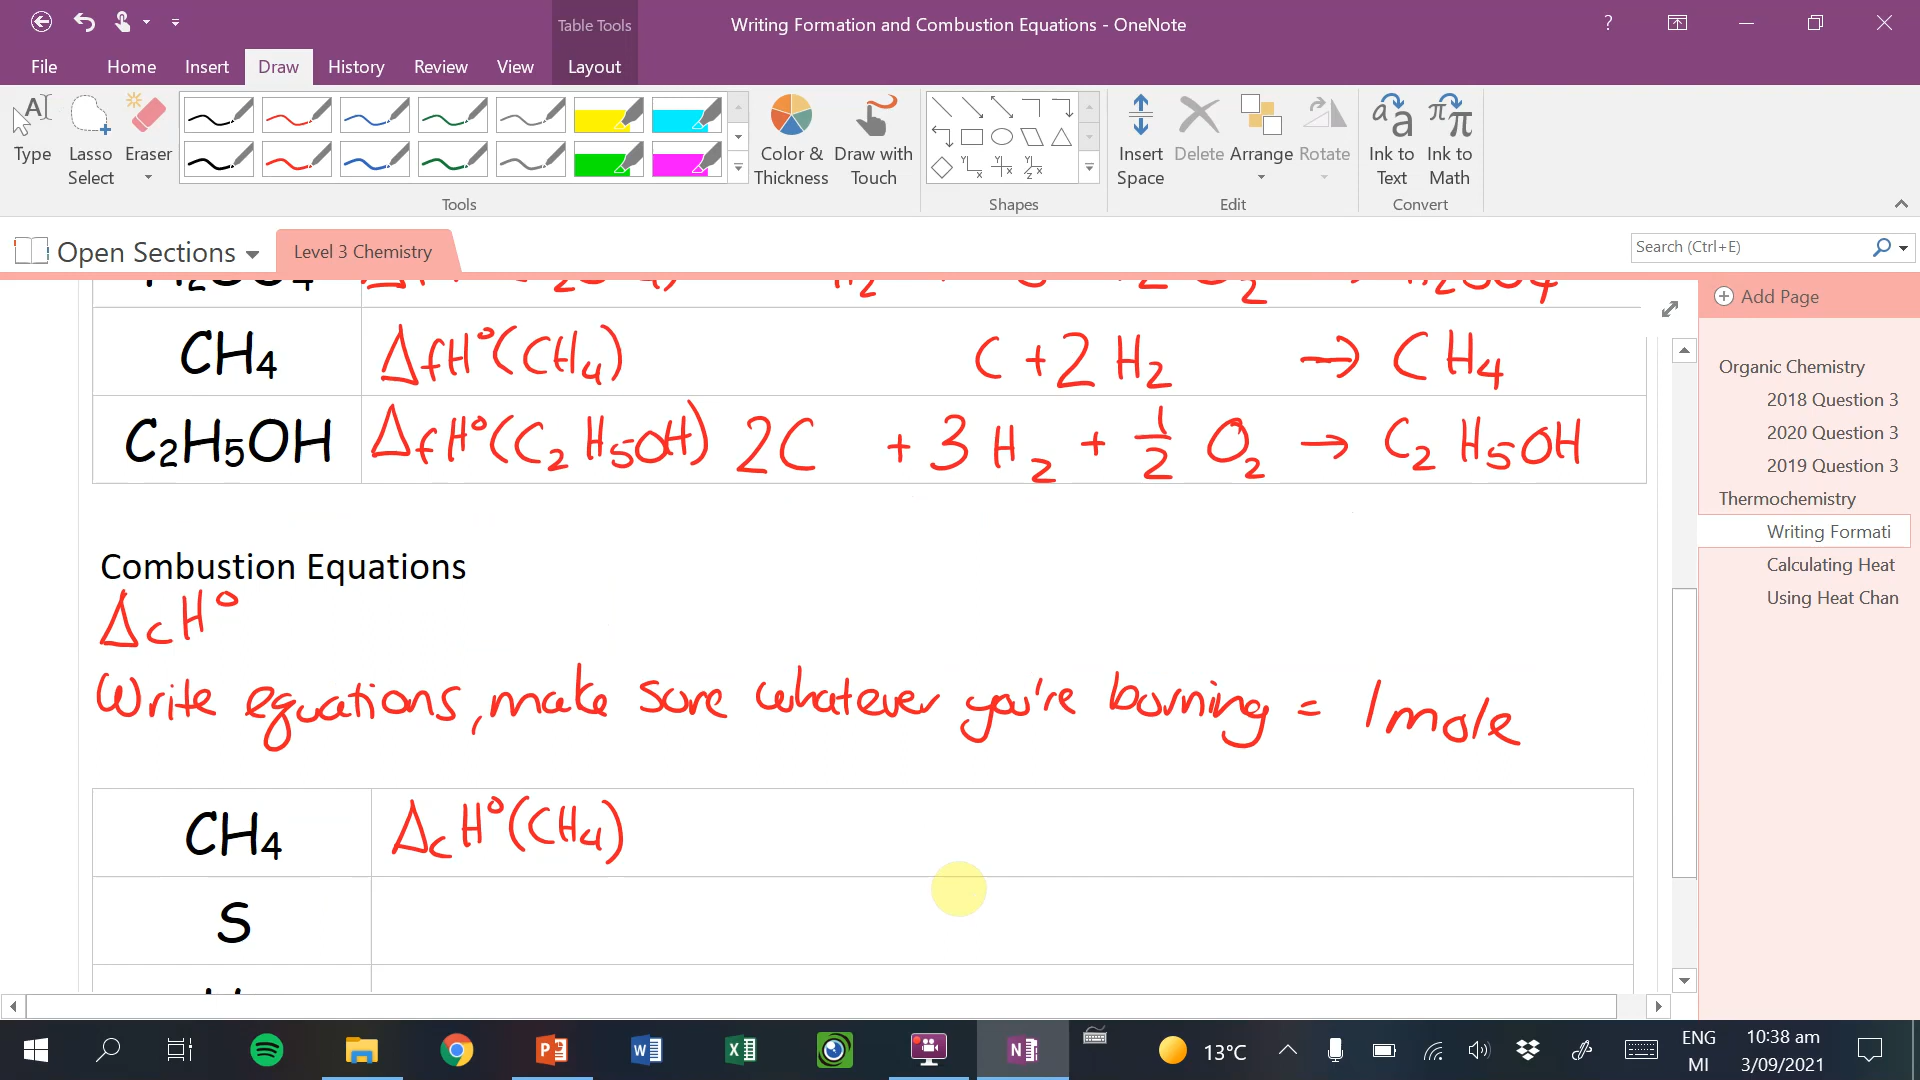 Table Tools
Writing Formation and Combustion Equations - OneNote
?
File Home Insert Draw History Review View Layout
Type
Lasso Select
Eraser
Color & Thickness
Draw with Touch
Insert Space
Delete
Arrange
Rotate
Ink to Text
Ink to Math
Tools Shapes Edit Convert
Open Sections
Level 3 Chemistry
Search (Ctrl+E)
Add Page
Organic Chemistry
2018 Question 3
2020 Question 3
2019 Question 3
Thermochemistry
Writing Formati
Calculating Heat
Using Heat Chan
CH₄ ΔfH°(CH₄) C + 2 H₂ → CH₄
C₂H₅OH ΔfH°(C₂H₅OH) 2C + 3 H₂ + ½ O₂ → C₂H₅OH
Combustion Equations
ΔcH°
Write equations, make sure whatever you're burning = 1 mole
CH₄ ΔcH°(CH₄)
S
13°C
ENG
MI
10:38 am
3/09/2021